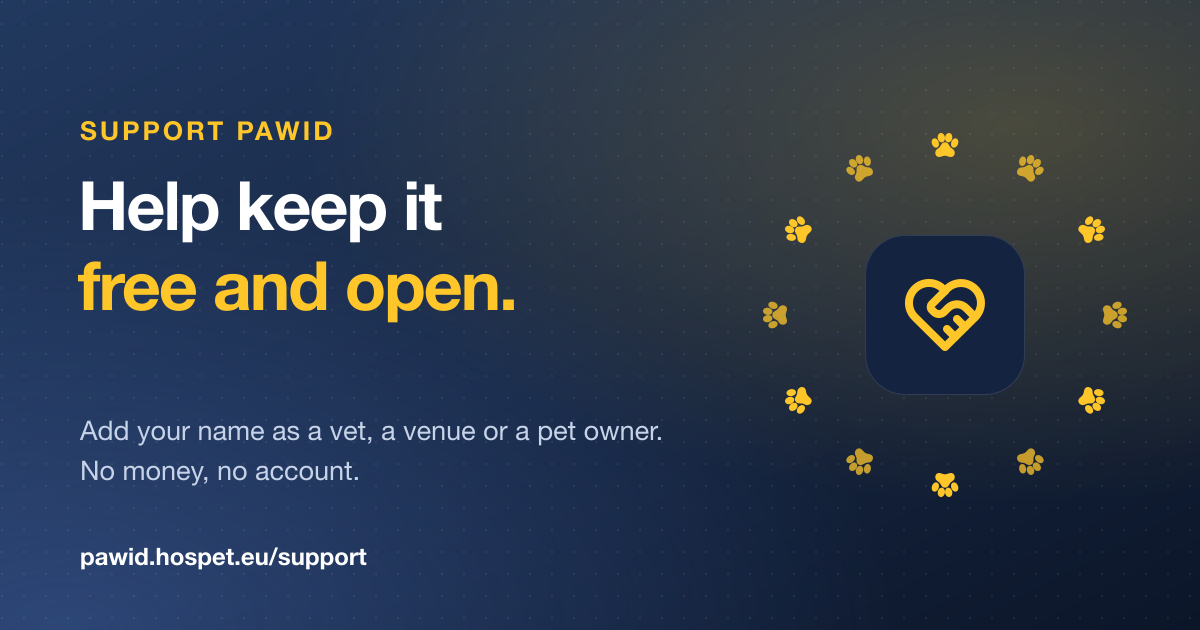 SUPPORT PAWID
Help keep it
free and open.
Add your name as a vet, a venue or a pet owner.
No money, no account.
pawid.hospet.eu/support